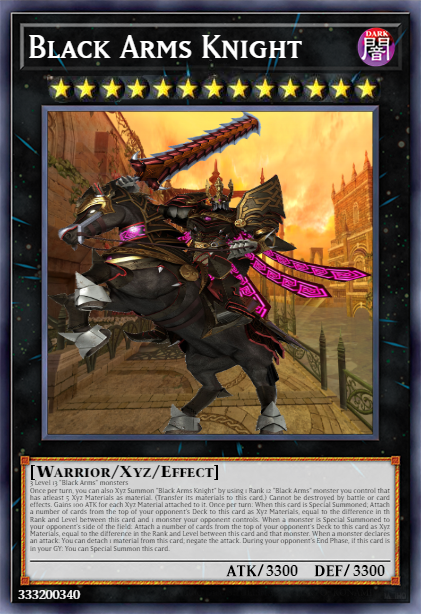 Black Arms Knight
DARK
闇
[Warrior/Xyz/Effect]
3 Level 13 "Black Arms" monsters
Once per turn, you can also Xyz Summon "Black Arms Knight" by using 1 Rank 12 "Black Arms" monster you control that
has atleast 5 Xyz Materials as material. (Transfer its materials to this card.) Cannot be destroyed by battle or card
effects. Gains 100 ATK for each Xyz Material attached to it. Once per turn: When this card is Special Summoned; Attach
a number of cards from the top of your opponent's Deck to this card as Xyz Materials, equal to the difference in th
Rank and Level between this card and 1 monster your opponent controls. When a monster is Special Summoned to
your opponent's side of the field: Attach a number of cards from the top of your opponent's Deck to this card as Xyz
Materials, equal to the difference in the Rank and Level between this card and that monster. When a monster declares
an attack: You can detach 1 material from this card; negate the attack. During your opponent's End Phase, if this card is
in your GY: You can Special Summon this card.
ATK/3300 DEF/3300
333200340